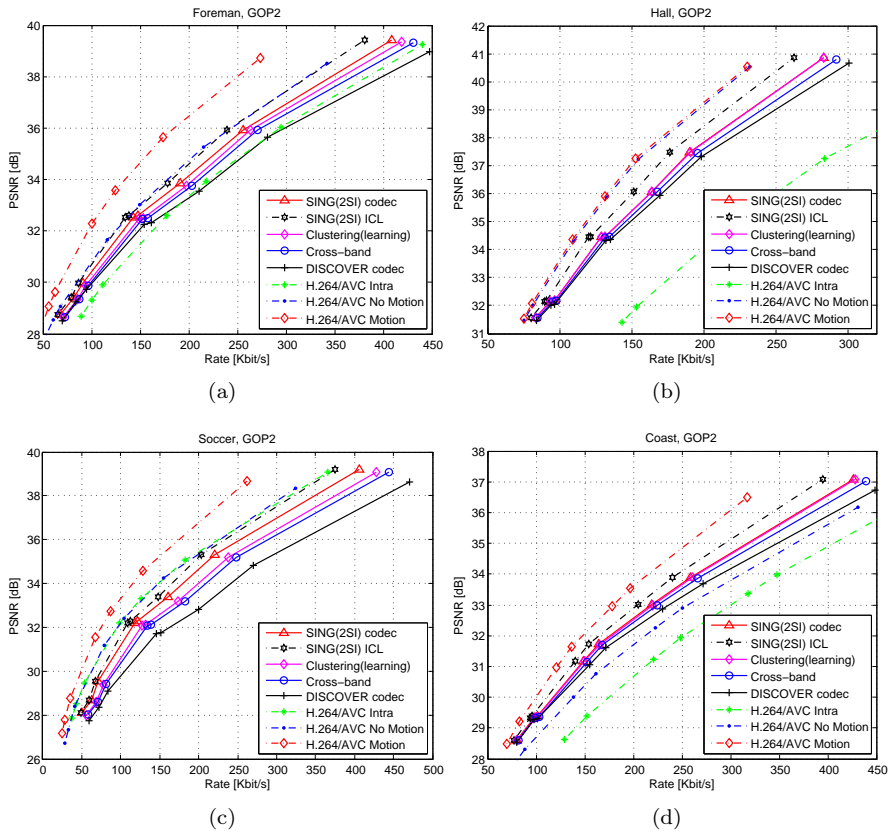 Foreman, GOP2
40
38
36
34
32
30
28
PSNR [dB]
50 100 150 200 250 300 350 400 450
Rate [Kbit/s]
SING(2SI) codec
SING(2SI) ICL
Clustering(learning)
Cross−band
DISCOVER codec
H.264/AVC Intra
H.264/AVC No Motion
H.264/AVC Motion
(a)
Hall, GOP2
42
41
40
39
38
37
36
35
34
33
32
31
PSNR [dB]
50 100 150 200 250 300
Rate [Kbit/s]
SING(2SI) codec
SING(2SI) ICL
Clustering(learning)
Cross−band
DISCOVER codec
H.264/AVC Intra
H.264/AVC No Motion
H.264/AVC Motion
(b)
Soccer, GOP2
40
38
36
34
32
30
28
26
PSNR [dB]
0 50 100 150 200 250 300 350 400 450 500
Rate [Kbit/s]
SING(2SI) codec
SING(2SI) ICL
Clustering(learning)
Cross−band
DISCOVER codec
H.264/AVC Intra
H.264/AVC No Motion
H.264/AVC Motion
(c)
Coast, GOP2
38
37
36
35
34
33
32
31
30
29
28
PSNR [dB]
50 100 150 200 250 300 350 400 450
Rate [Kbit/s]
SING(2SI) codec
SING(2SI) ICL
Clustering(learning)
Cross−band
DISCOVER codec
H.264/AVC Intra
H.264/AVC No Motion
H.264/AVC Motion
(d)